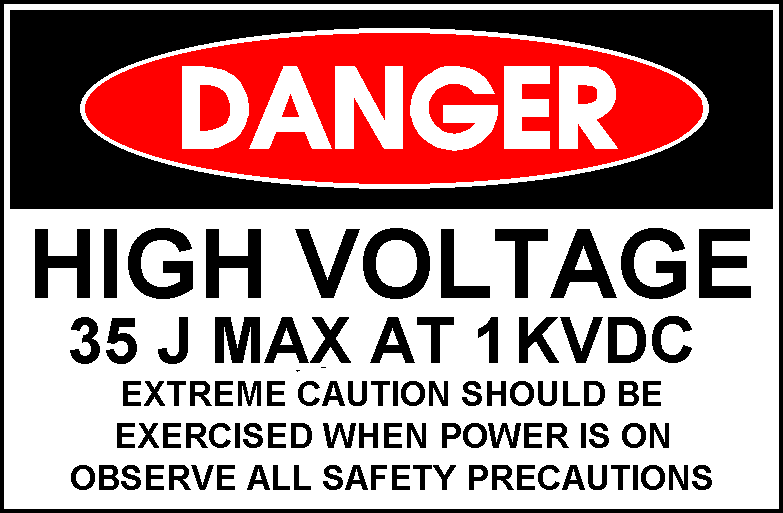 DANGER
HIGH VOLTAGE
35 J MAX AT 1KVDC
EXTREME CAUTION SHOULD BE
EXERCISED WHEN POWER IS ON
OBSERVE ALL SAFETY PRECAUTIONS